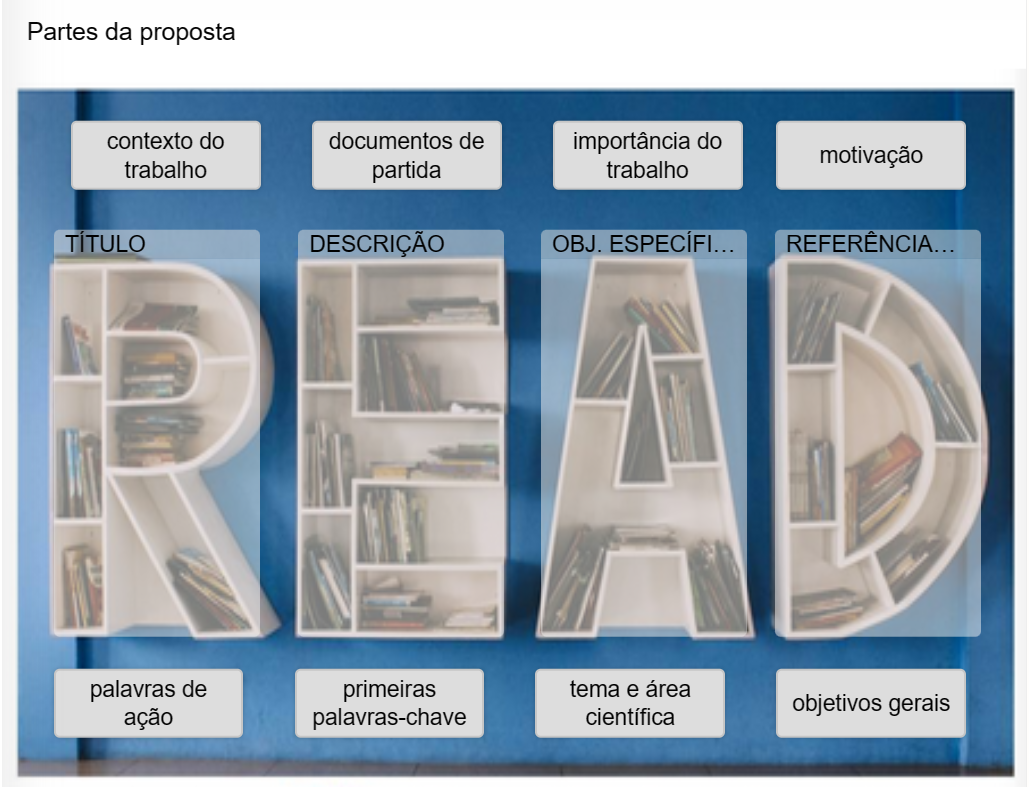 Partes da proposta
contexto do
trabalho
documentos de
partida
importância do
trabalho
motivação
TÍTULO
DESCRIÇÃO
OBJ. ESPECÍFI...
REFERÊNCIA...
palavras de
ação
primeiras
palavras-chave
tema e área
científica
objetivos gerais